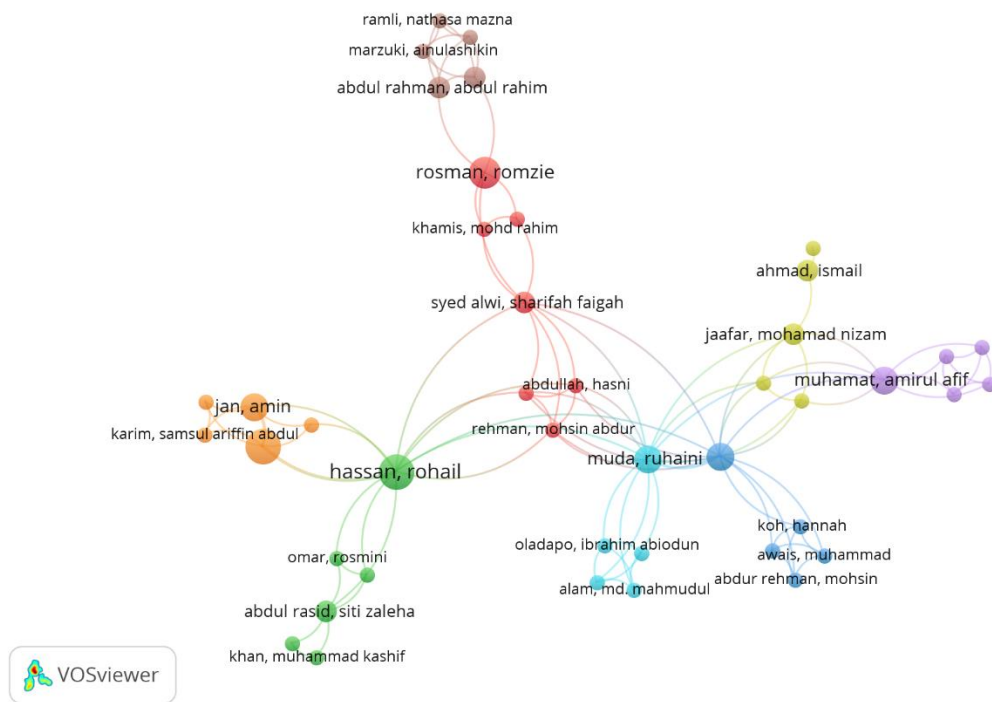 ramli, nathasa mazna
marzuki, ainulashikin
abdul rahman, abdul rahim
rosman, romzie
khamis, mohd rahim
ahmad, ismail
syed alwi, sharifah faigah
jaafar, mohamad nizam
muhamat, amirul afif
abdullah, hasni
jan, amin
rehman, mohsin abdur
karim, samsul ariffin abdul
hassan, rohail
muda, ruhaini
koh, hannah
oladapo, ibrahim abiodun
awais, muhammad
omar, rosmini
abdur rehman, mohsin
alam, md. mahmudul
abdul rasid, siti zaleha
khan, muhammad kashif
VOSviewer